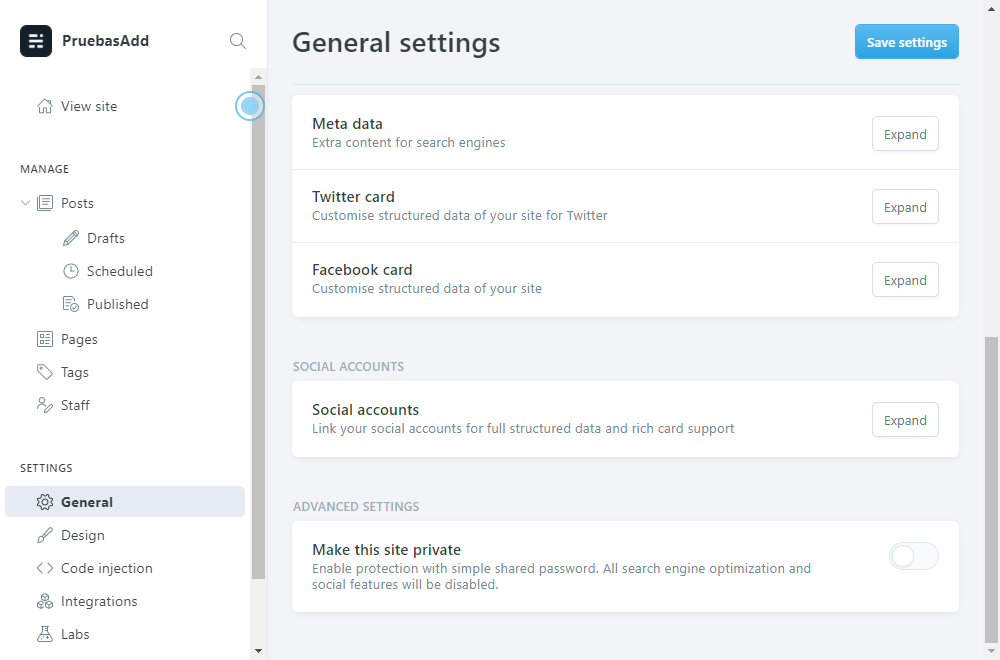 PruebasAdd
View site
MANAGE
Posts
Drafts
Scheduled
Published
Pages
Tags
Staff
SETTINGS
General
Design
Code injection
Integrations
Labs
General settings
Save settings
Meta data
Extra content for search engines
Expand
Twitter card
Customise structured data of your site for Twitter
Expand
Facebook card
Customise structured data of your site
Expand
SOCIAL ACCOUNTS
Social accounts
Link your social accounts for full structured data and rich card support
Expand
ADVANCED SETTINGS
Make this site private
Enable protection with simple shared password. All search engine optimization and
social features will be disabled.